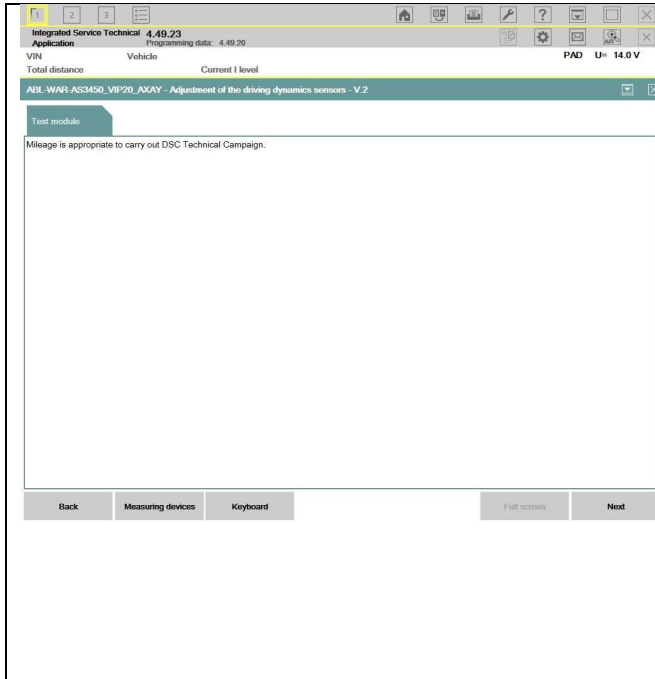 1 2 3 ?
Integrated Service Technical Application 4.49.23
Programming data: 4.49.20
AIR
VIN Vehicle PAD U= 14.0 V
Total distance Current I level
ABL-WAR-AS3450_VIP20_AXAY - Adjustment of the driving dynamics sensors - V.2
Test module
Mileage is appropriate to carry out DSC Technical Campaign.
Back Measuring devices Keyboard Full screen Next